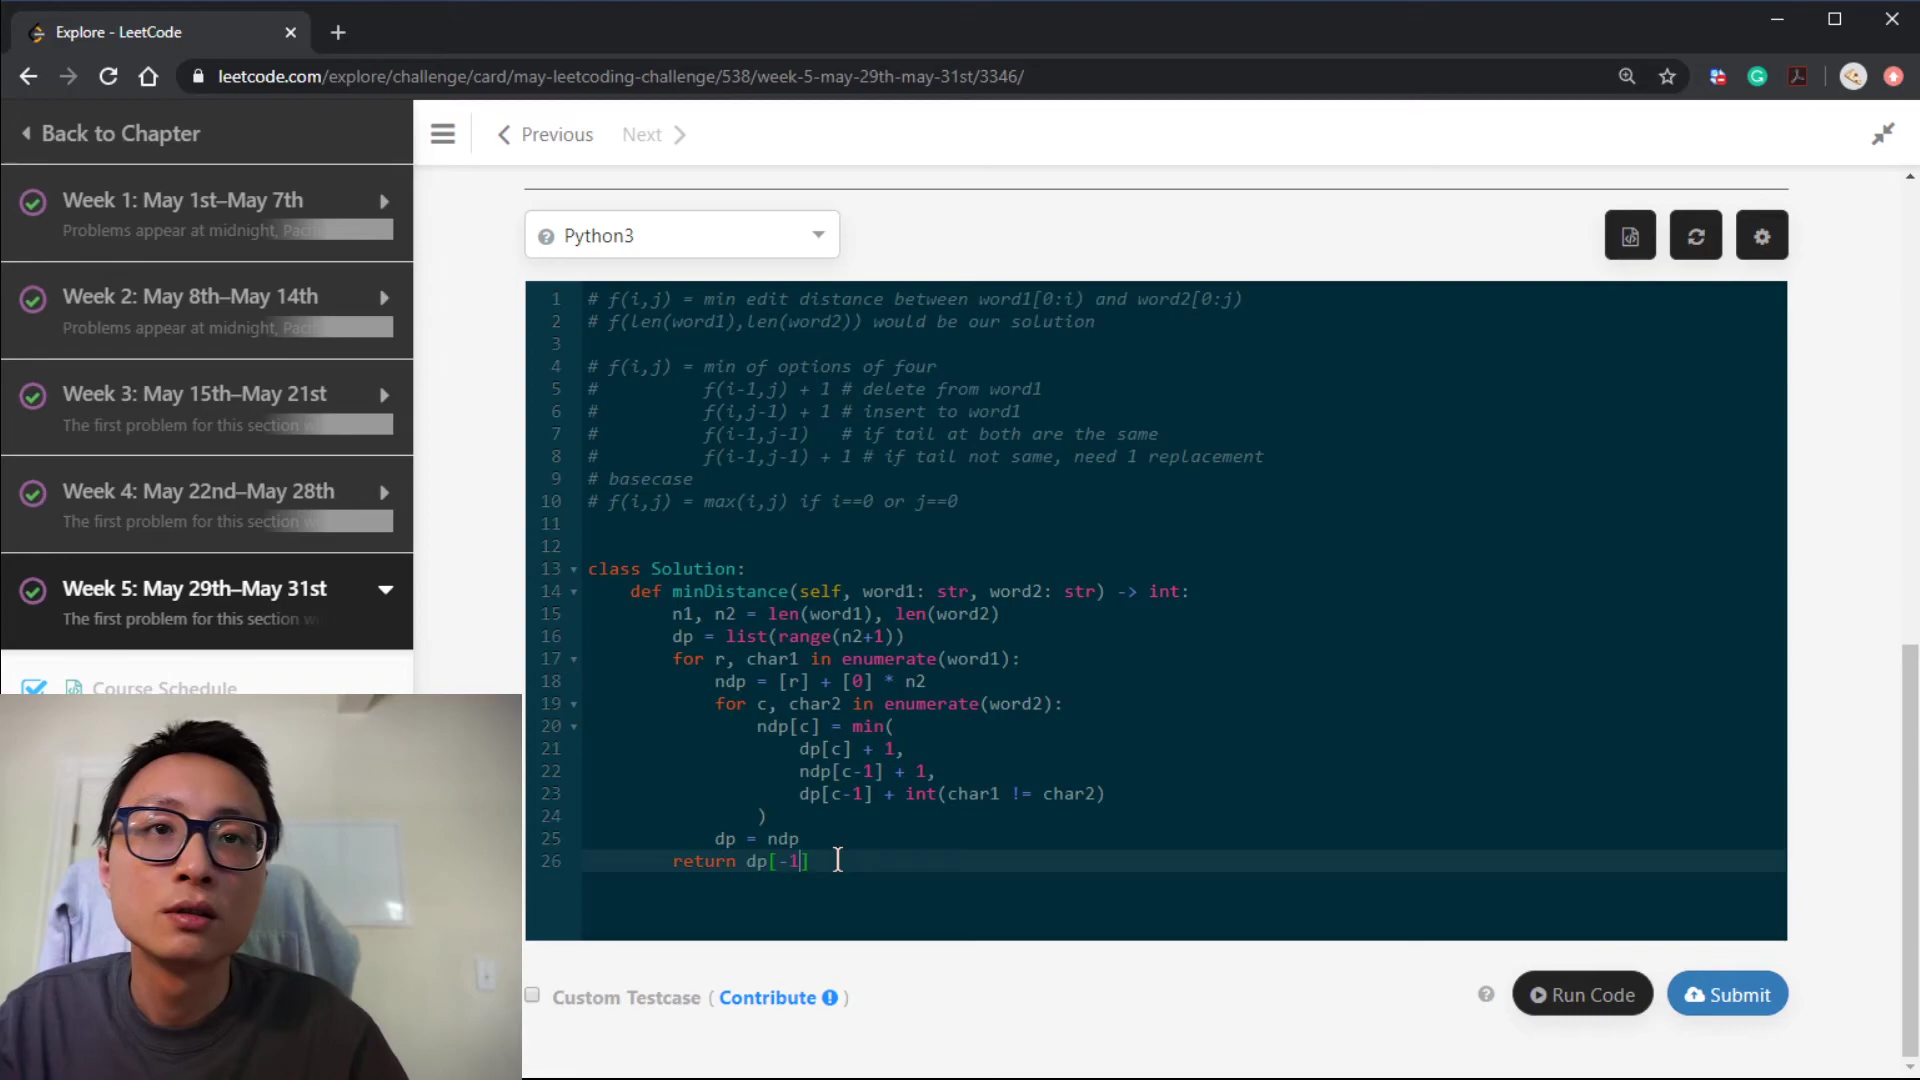 Explore - LeetCode
leetcode.com/explore/challenge/card/may-leetcoding-challenge/538/week-5-may-29th-may-31st/3346/
Back to Chapter
Previous
Next
Week 1: May 1st–May 7th
Problems appear at midnight, Pacif
Week 2: May 8th–May 14th
Problems appear at midnight, Pacif
Week 3: May 15th–May 21st
The first problem for this section w
Week 4: May 22nd–May 28th
The first problem for this section w
Week 5: May 29th–May 31st
The first problem for this section w
Course Schedule
Python3
1 # f(i,j) = min edit distance between word1[0:i) and word2[0:j)
2 # f(len(word1),len(word2)) would be our solution
3
4 # f(i,j) = min of options of four
5 # f(i-1,j) + 1 # delete from word1
6 # f(i,j-1) + 1 # insert to word1
7 # f(i-1,j-1) # if tail at both are the same
8 # f(i-1,j-1) + 1 # if tail not same, need 1 replacement
9 # basecase
10 # f(i,j) = max(i,j) if i==0 or j==0
11
12
13 class Solution:
14 def minDistance(self, word1: str, word2: str) -> int:
15 n1, n2 = len(word1), len(word2)
16 dp = list(range(n2+1))
17 for r, char1 in enumerate(word1):
18 ndp = [r] + [0] * n2
19 for c, char2 in enumerate(word2):
20 ndp[c] = min(
21 dp[c] + 1,
22 ndp[c-1] + 1,
23 dp[c-1] + int(char1 != char2)
24 )
25 dp = ndp
26 return dp[-1]
Custom Testcase ( Contribute )
Run Code
Submit